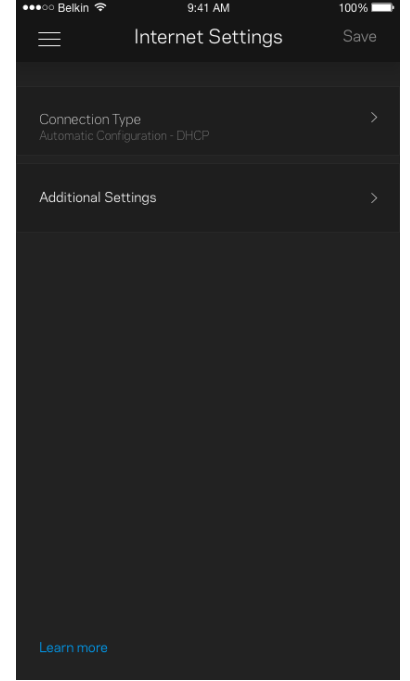 ●●●○○ Belkin 9:41 AM 100%
Internet Settings Save
Connection Type
Automatic Configuration - DHCP
Additional Settings
Learn more